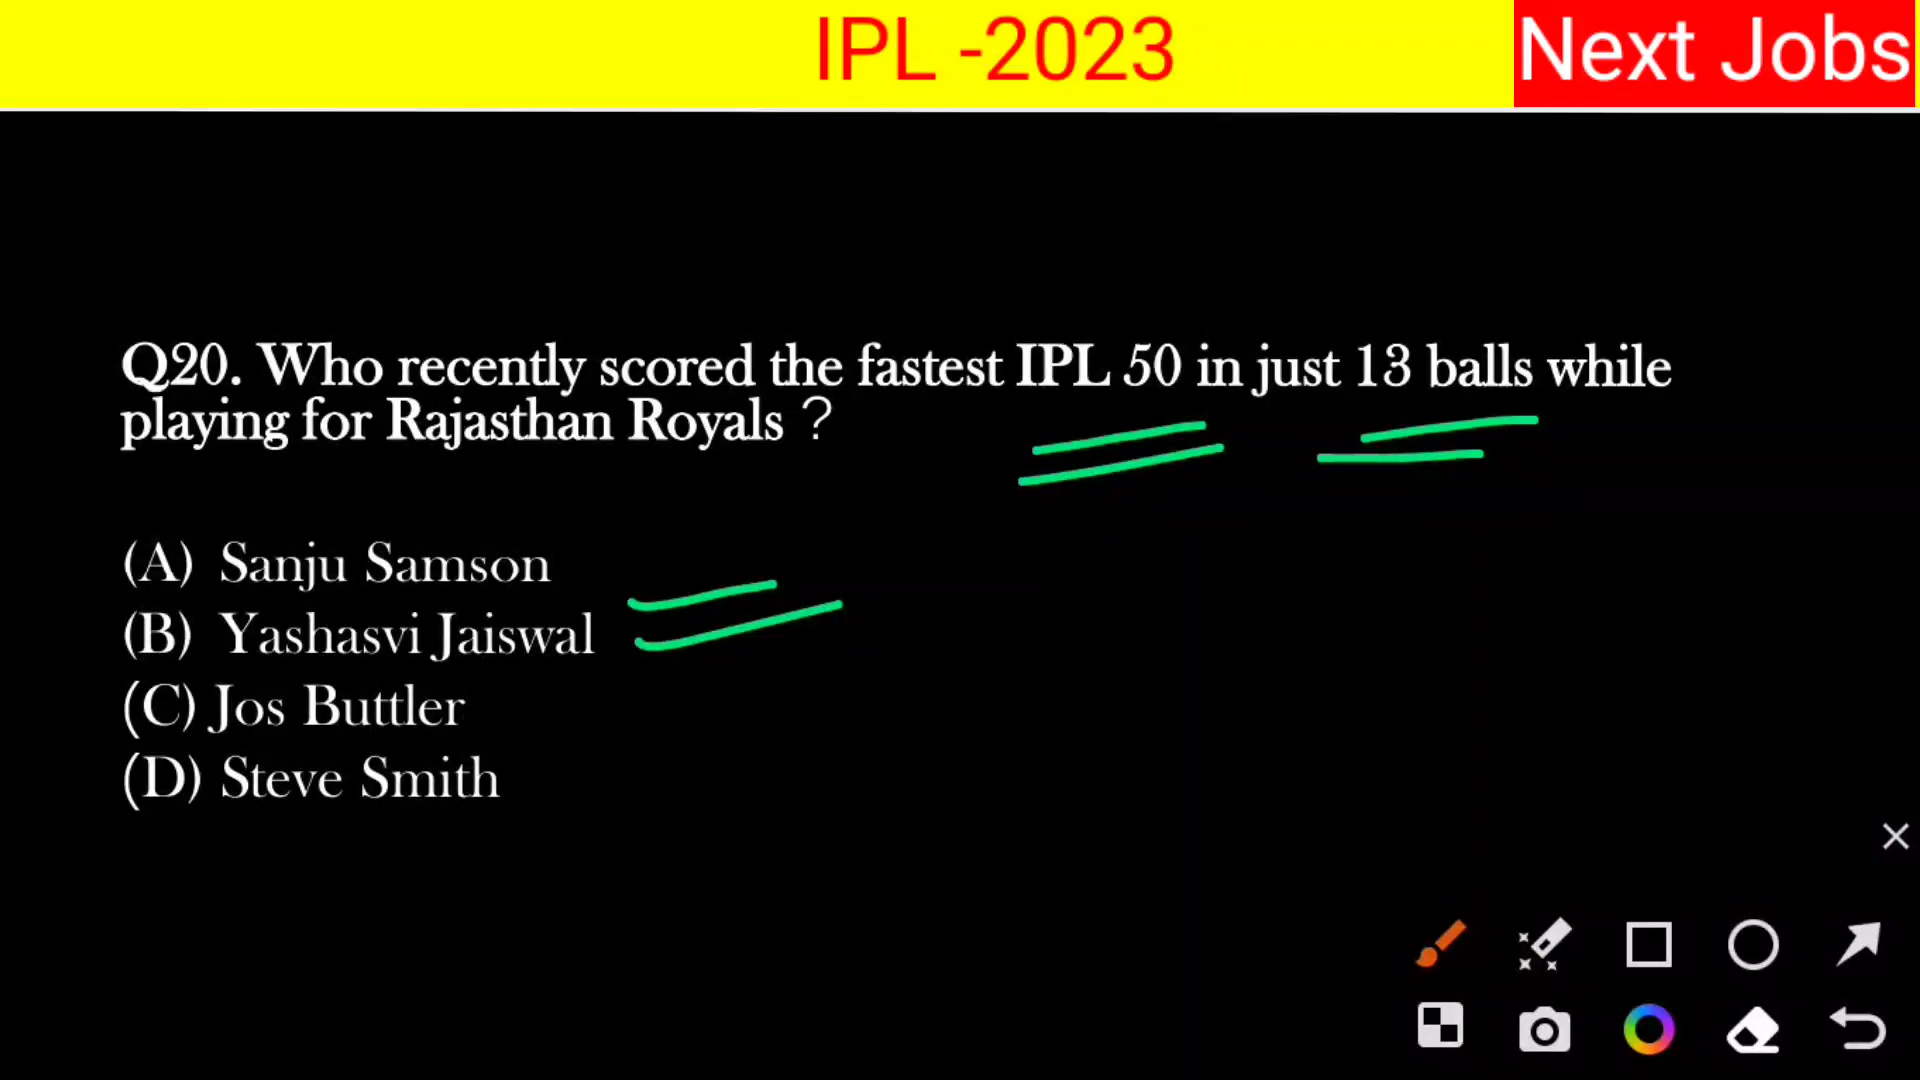 IPL -2023
Next Jobs
Q20. Who recently scored the fastest IPL 50 in just 13 balls while
playing for Rajasthan Royals ?
(A) Sanju Samson
(B) Yashasvi Jaiswal
(C) Jos Buttler
(D) Steve Smith